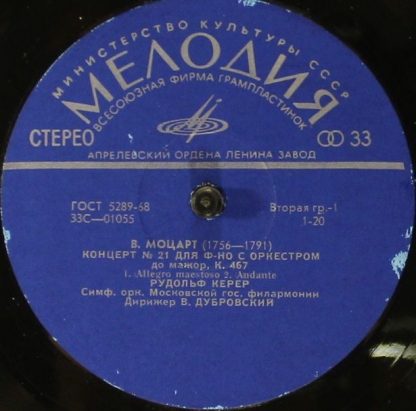 МИНИСТЕРСТВО КУЛЬТУРЫ СССР
МЕЛОДИЯ
ВСЕСОЮЗНАЯ ФИРМА ГРАМПЛАСТИНОК
СТЕРЕО
33
АПРЕЛЕВСКИЙ ОРДЕНА ЛЕНИНА ЗАВОД
ГОСТ 5289-68
33С—01055
Вторая гр.-1
1-20
В. МОЦАРТ (1756—1791)
КОНЦЕРТ № 21 ДЛЯ Ф-НО С ОРКЕСТРОМ
до мажор, К. 467
1. Allegro maestoso 2. Andante
РУДОЛЬФ КЕРЕР
Симф. орк. Московской гос. филармонии
Дирижер В. ДУБРОВСКИЙ